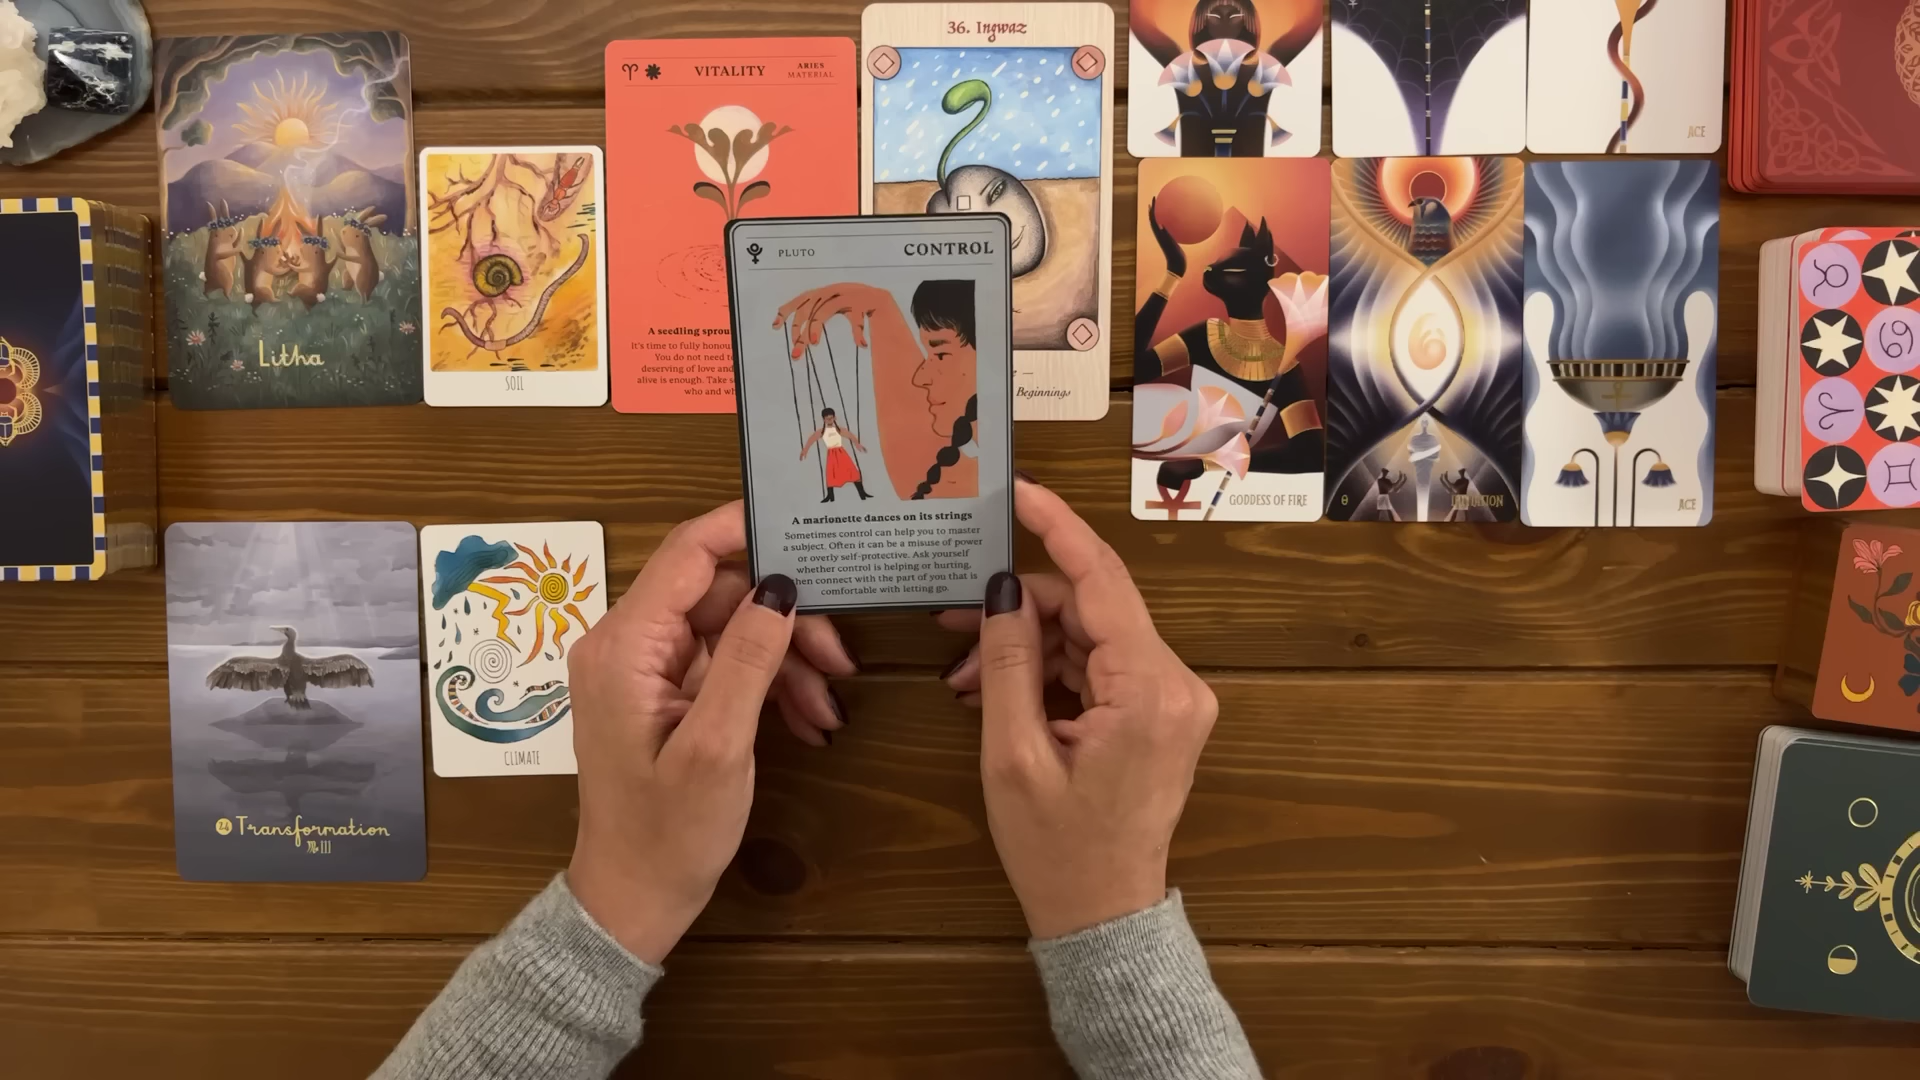 Litha
SOIL
VITALITY
ARIES
MATERIAL
A seedling
It's time to fully
You do not need
deserving of love and
alive is enough. Take
who and
36. Ingwaz
Beginnings
PLUTO
CONTROL
A marionette dances on its strings
Sometimes control can help you to master
a subject. Often it can be a misuse of power
or overly self-protective. Ask yourself
whether control is helping or hurting,
then connect with the part of you that is
comfortable with letting go.
ACE
GODDESS OF FIRE
ACE
24 Transformation
III
CLIMATE